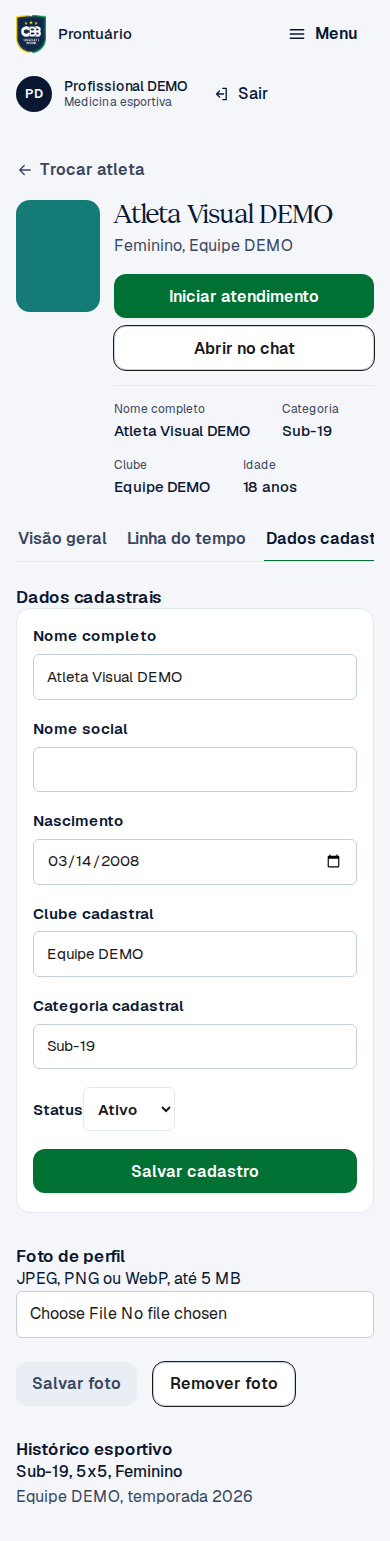 CBB
Prontuário
Menu
PD
Profissional DEMO
Medicina esportiva
Sair
Trocar atleta
Atleta Visual DEMO
Feminino, Equipe DEMO
Iniciar atendimento
Abrir no chat
Nome completo
Categoria
Atleta Visual DEMO
Sub-19
Clube
Idade
Equipe DEMO
18 anos
Visão geral
Linha do tempo
Dados cadast
Dados cadastrais
Nome completo
Atleta Visual DEMO
Nome social
Nascimento
03/14/2008
Clube cadastral
Equipe DEMO
Categoria cadastral
Sub-19
Status
Ativo
Salvar cadastro
Foto de perfil
JPEG, PNG ou WebP, até 5 MB
Choose File No file chosen
Salvar foto
Remover foto
Histórico esportivo
Sub-19, 5x5, Feminino
Equipe DEMO, temporada 2026